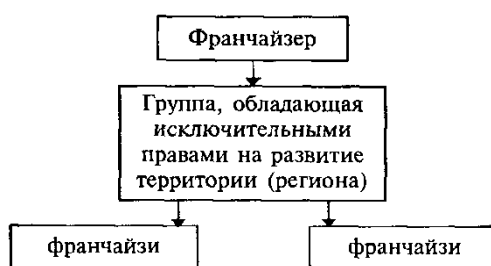 Франчайзер
Группа, обладающая
исключительными
правами на развитие
территории (региона)
франчайзи
франчайзи